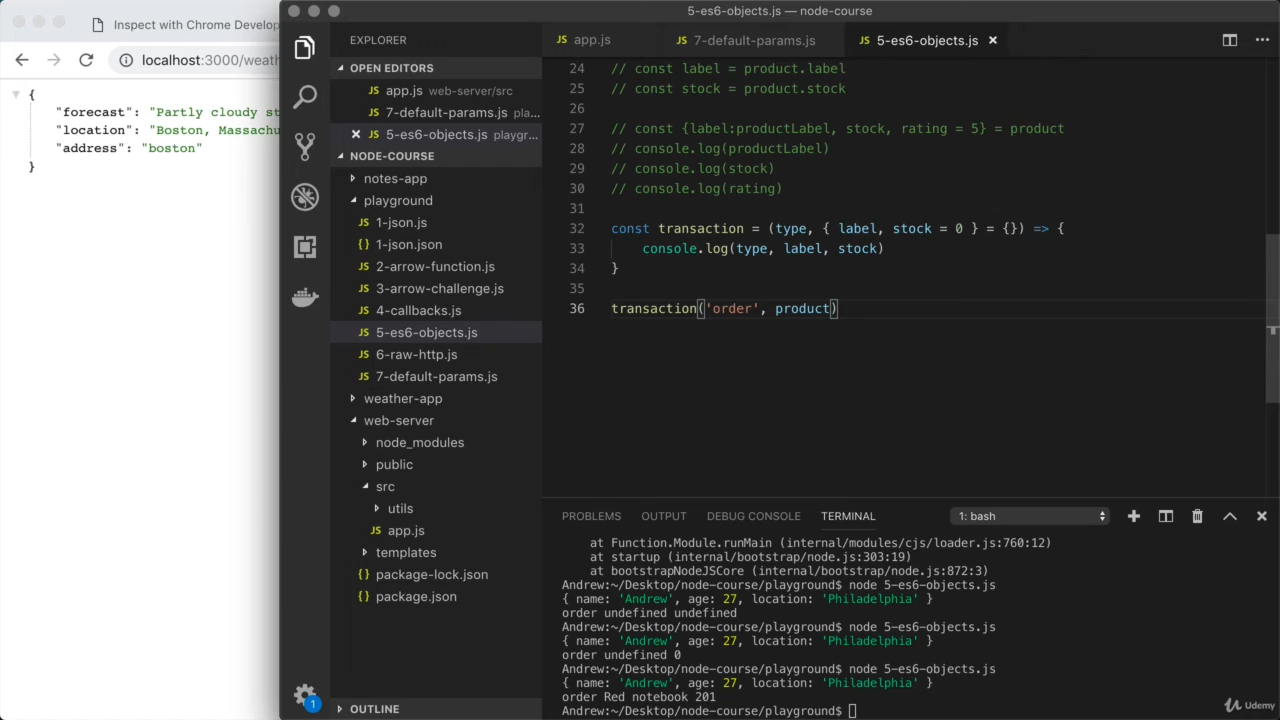 Inspect with Chrome Develop
localhost:3000/weath
{
"forecast": "Partly cloudy st
"location": "Boston, Massachu
"address": "boston"
}
5-es6-objects.js — node-course
EXPLORER
OPEN EDITORS
JS app.js web-server/src
JS 7-default-params.js pla...
JS 5-es6-objects.js playgr...
NODE-COURSE
notes-app
playground
JS 1-json.js
{} 1-json.json
JS 2-arrow-function.js
JS 3-arrow-challenge.js
JS 4-callbacks.js
JS 5-es6-objects.js
JS 6-raw-http.js
JS 7-default-params.js
weather-app
web-server
node_modules
public
src
utils
JS app.js
templates
{} package-lock.json
{} package.json
OUTLINE
1
JS app.js
JS 7-default-params.js
JS 5-es6-objects.js
24 // const label = product.label
25 // const stock = product.stock
26
27 // const {label:productLabel, stock, rating = 5} = product
28 // console.log(productLabel)
29 // console.log(stock)
30 // console.log(rating)
31
32 const transaction = (type, { label, stock = 0 } = {}) => {
33 console.log(type, label, stock)
34 }
35
36 transaction('order', product)
PROBLEMS OUTPUT DEBUG CONSOLE TERMINAL 1: bash
at Function.Module.runMain (internal/modules/cjs/loader.js:760:12)
at startup (internal/bootstrap/node.js:303:19)
at bootstrapNodeJSCore (internal/bootstrap/node.js:872:3)
Andrew:~/Desktop/node-course/playground$ node 5-es6-objects.js
{ name: 'Andrew', age: 27, location: 'Philadelphia' }
order undefined undefined
Andrew:~/Desktop/node-course/playground$ node 5-es6-objects.js
{ name: 'Andrew', age: 27, location: 'Philadelphia' }
order undefined 0
Andrew:~/Desktop/node-course/playground$ node 5-es6-objects.js
{ name: 'Andrew', age: 27, location: 'Philadelphia' }
order Red notebook 201
Andrew:~/Desktop/node-course/playground$
Udemy